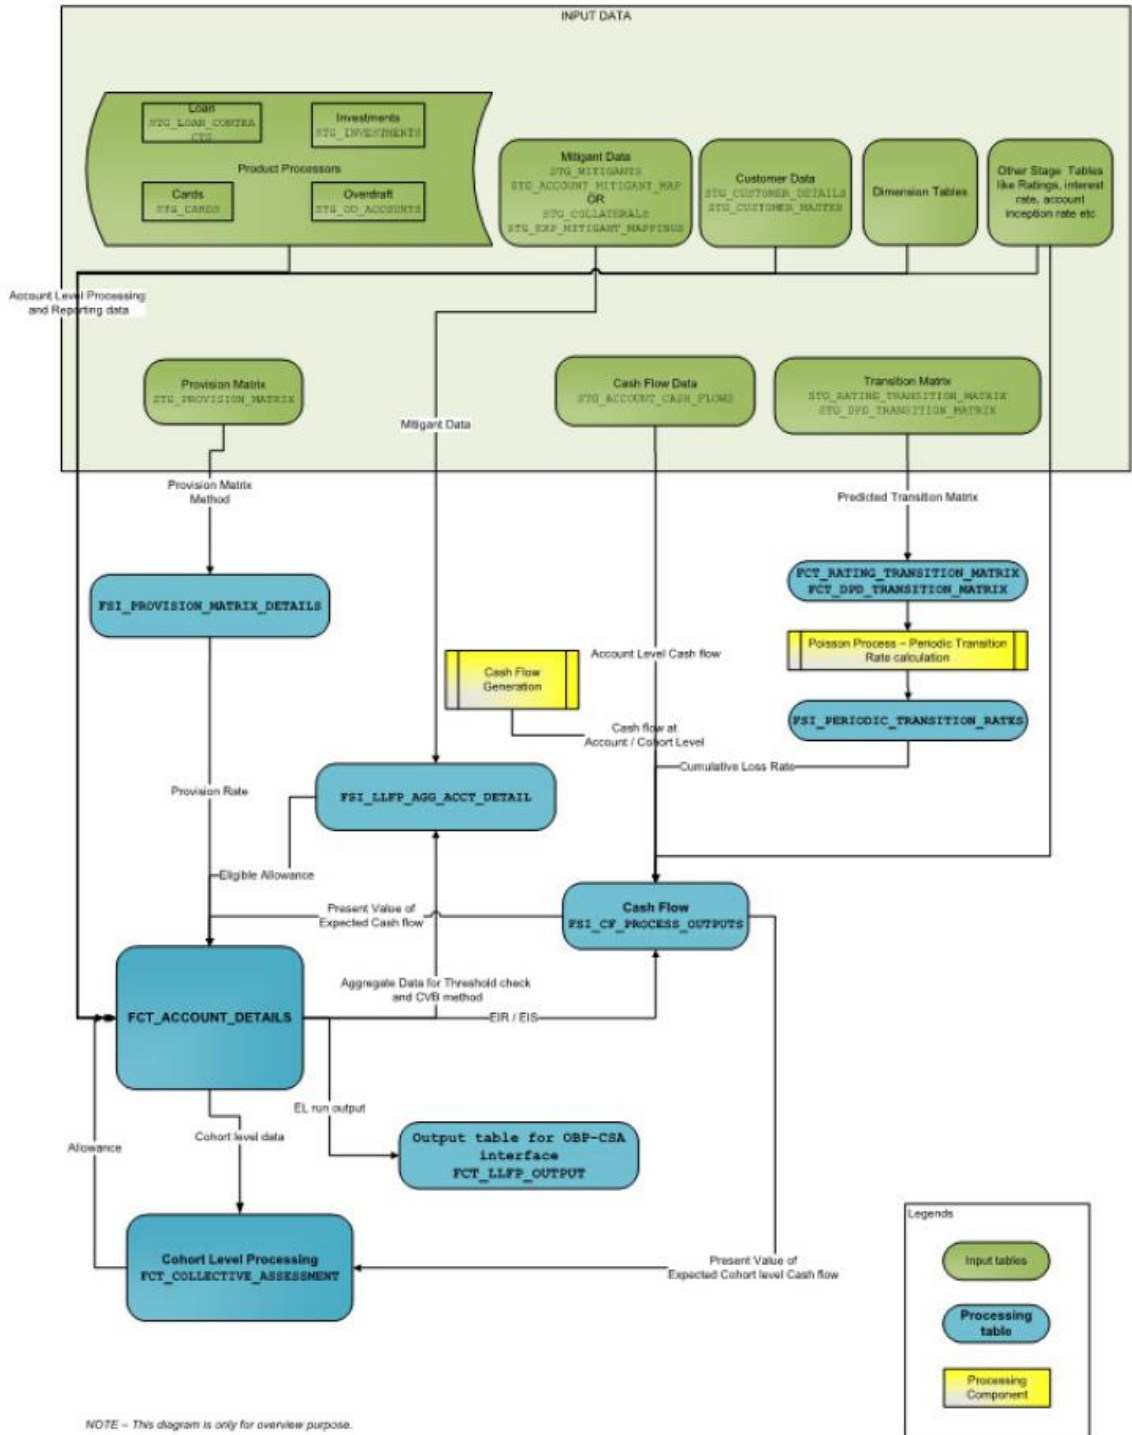 INPUT DATA
Loan
STG_LOAN_CONTRA
CTS
Investments
STG_INVESTMENTS
Product Processors
Cards
STG_CARDS
Overdraft
STG_OD_ACCOUNTS
Mitigant Data
STG_MITIGANTS
STG_ACCOUNT_MITIGANT_MAP
OR
STG_COLLATERALS
STG_EXP_MITIGANT_MAPPINGS
Customer Data
STG_CUSTOMER_DETAILS
STG_CUSTOMER_MASTER
Dimension Tables
Other Stage Tables
like Ratings, interest
rate, account
inception rate etc
Account Level Processing
and Reporting data
Provision Matrix
STG_PROVISION_MATRIX
Cash Flow Data
STG_ACCOUNT_CASH_FLOWS
Transition Matrix
STG_RATING_TRANSITION_MATRIX
STG_DPD_TRANSITION_MATRIX
Mitigant Data
Provision Matrix
Method
Predicted Transition Matrix
FSI_PROVISION_MATRIX_DETAILS
FCT_RATING_TRANSITION_MATRIX
FCT_DPD_TRANSITION_MATRIX
Poisson Process – Periodic Transition
Rate calculation
Account Level Cash flow
Cash Flow
Generation
FSI_PERIODIC_TRANSITION_RATES
Cash flow at
Account / Cohort Level
Cumulative Loss Rate
Provision Rate
FSI_LLFP_AGG_ACCT_DETAIL
Eligible Allowance
Present Value of
Expected Cash flow
Cash Flow
FSI_CF_PROCESS_OUTPUTS
Aggregate Data for Threshold check
and CVB method
FCT_ACCOUNT_DETAILS
EIR / EIS
EL run output
Cohort level data
Allowance
Output table for OBP-CSA
interface
FCT_LLFP_OUTPUT
Cohort Level Processing
FCT_COLLECTIVE_ASSESSMENT
Present Value of
Expected Cohort level Cash flow
Legends
Input tables
Processing
table
Processing
Component
NOTE – This diagram is only for overview purpose.